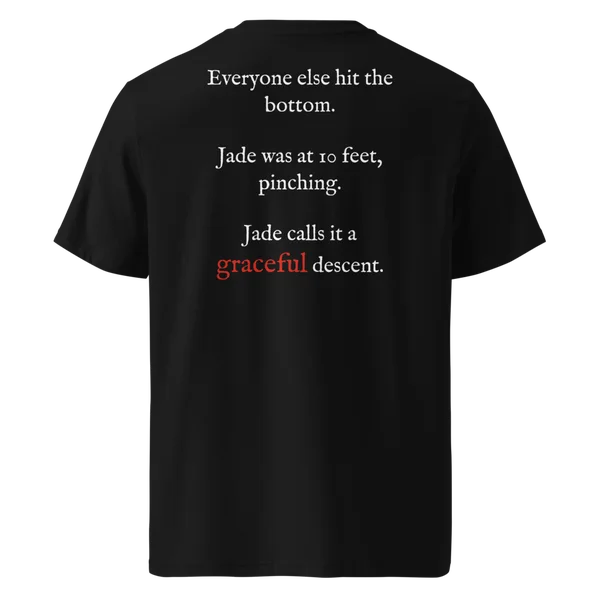 Everyone else hit the
bottom.
Jade was at 10 feet,
pinching.
Jade calls it a
graceful descent.